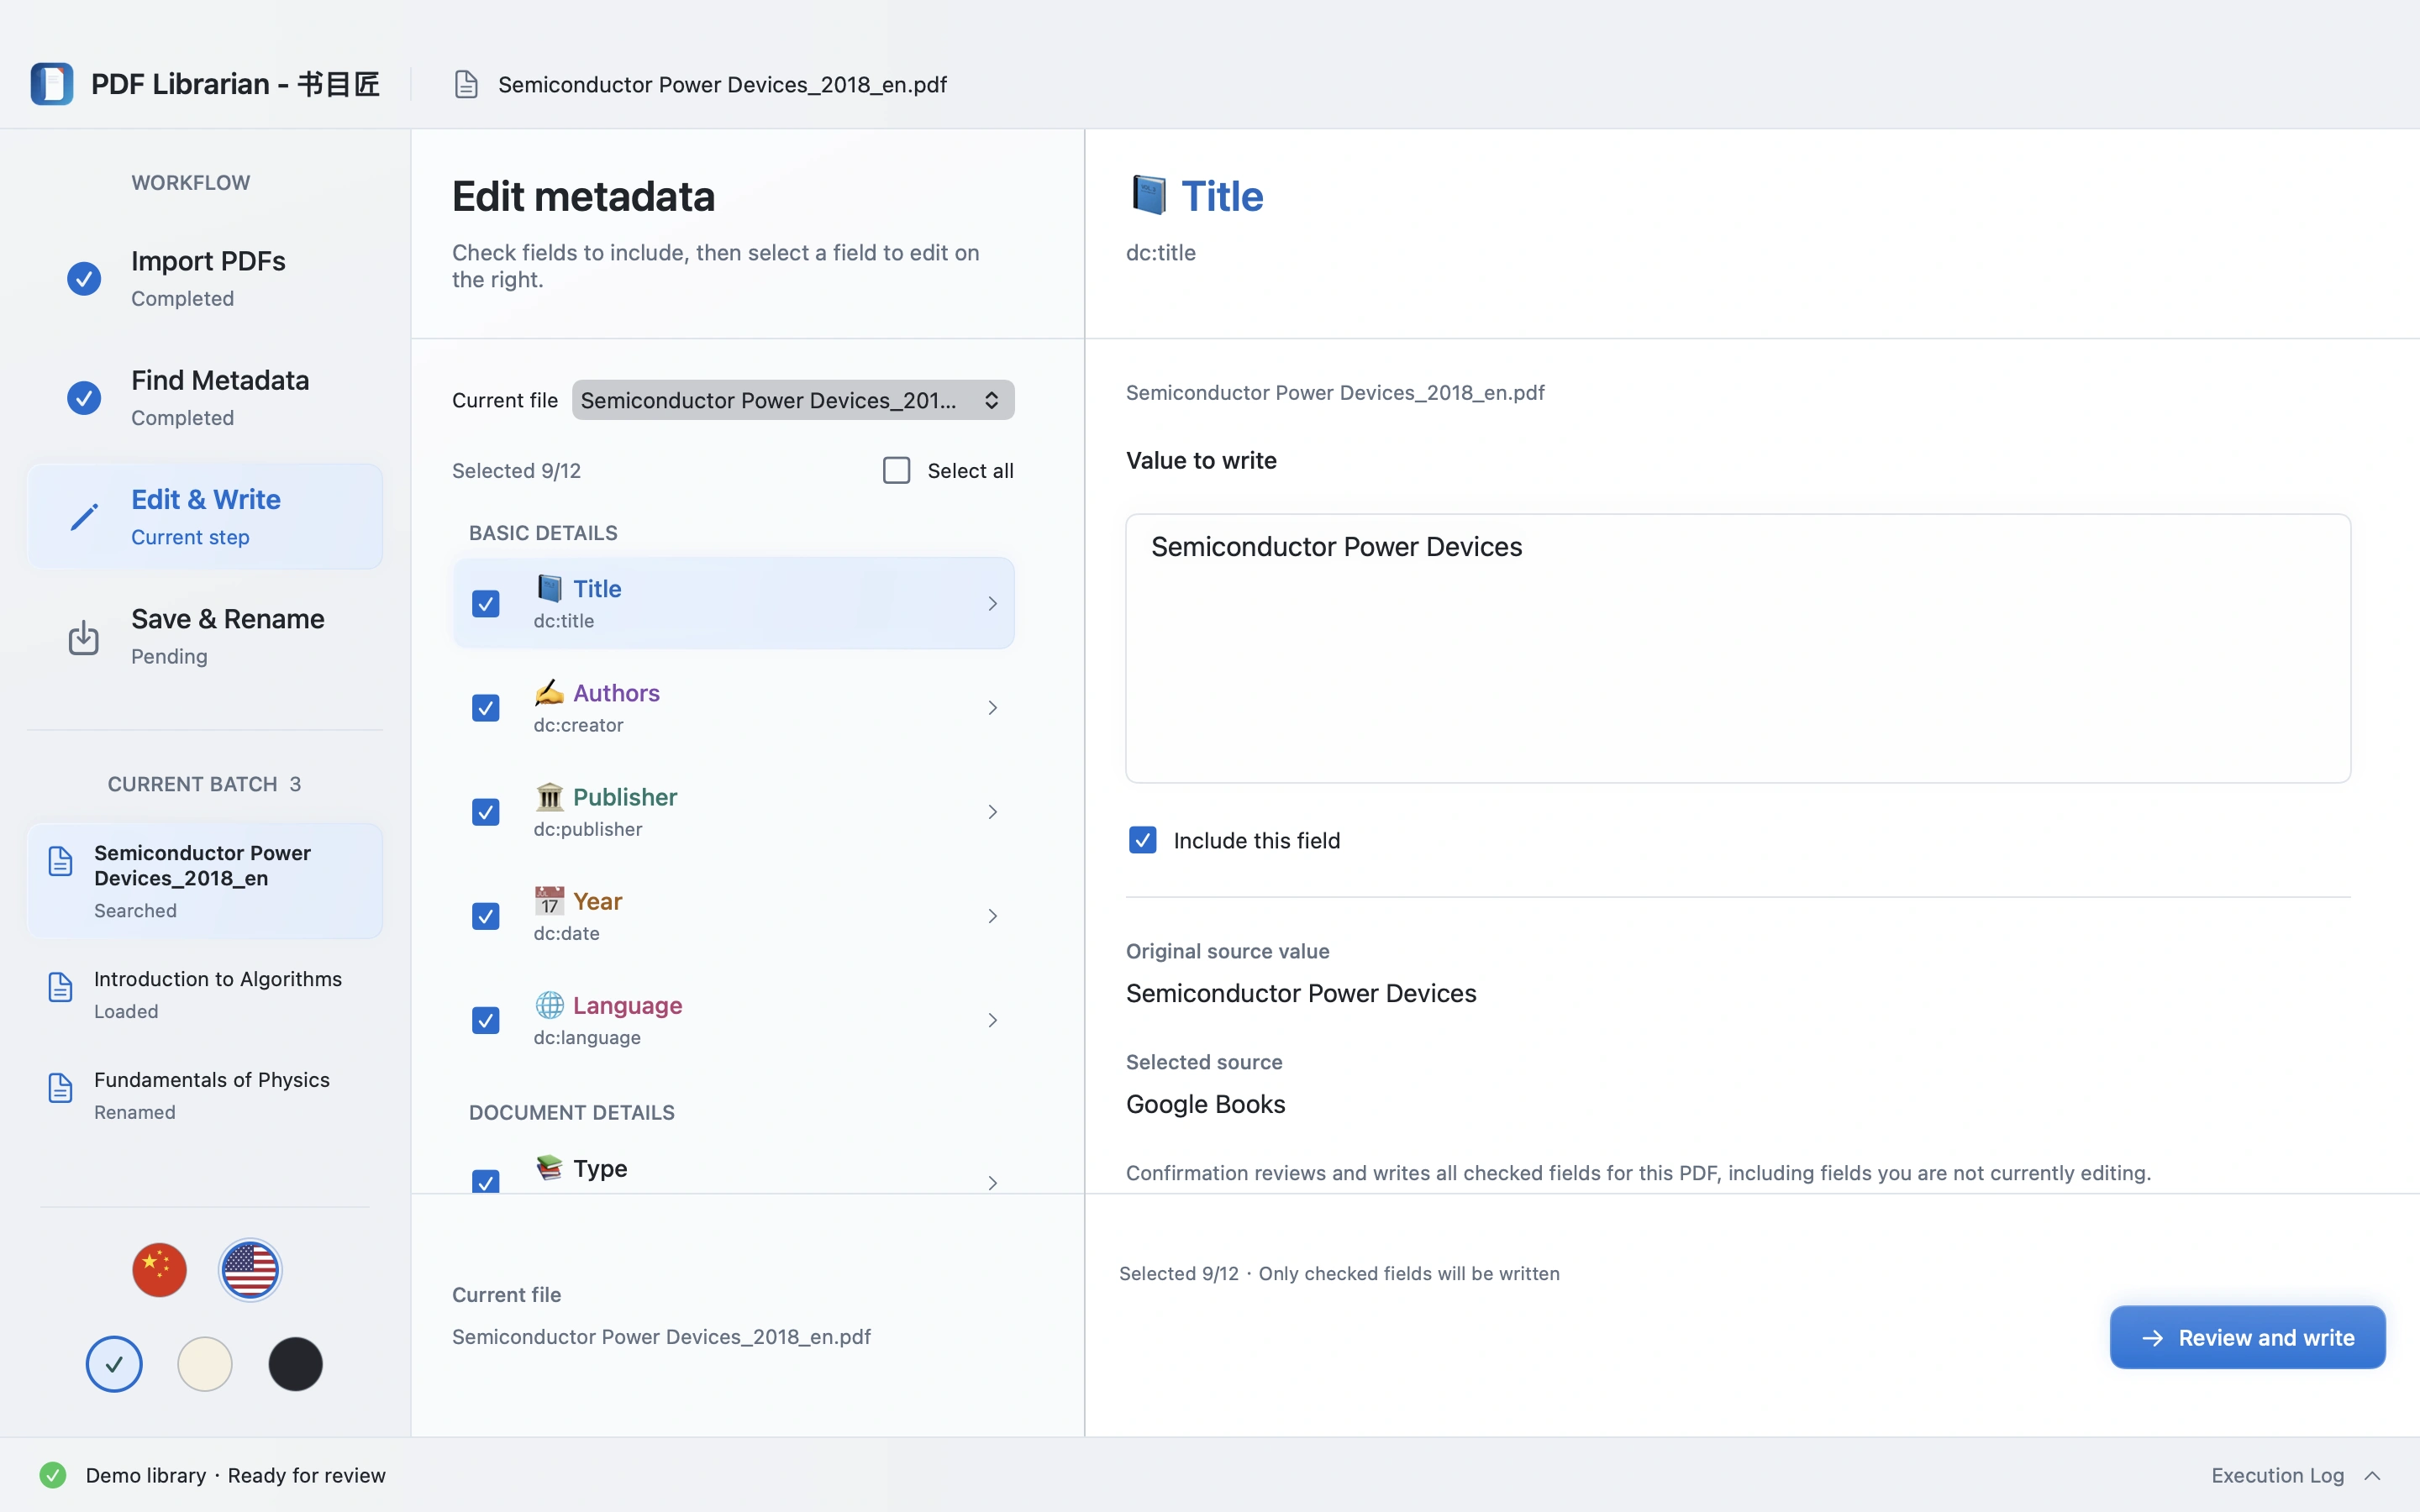 PDF Librarian - 书目匠
Semiconductor Power Devices_2018_en.pdf
WORKFLOW
Import PDFs
Completed
Find Metadata
Completed
Edit & Write
Current step
Save & Rename
Pending
CURRENT BATCH 3
Semiconductor Power
Devices_2018_en
Searched
Introduction to Algorithms
Loaded
Fundamentals of Physics
Renamed
Edit metadata
Check fields to include, then select a field to edit on
the right.
Current file Semiconductor Power Devices_201...
Selected 9/12 Select all
BASIC DETAILS
Title
dc:title
Authors
dc:creator
Publisher
dc:publisher
17 Year
dc:date
Language
dc:language
DOCUMENT DETAILS
Type
Current file
Semiconductor Power Devices_2018_en.pdf
Title
dc:title
Semiconductor Power Devices_2018_en.pdf
Value to write
Semiconductor Power Devices
Include this field
Original source value
Semiconductor Power Devices
Selected source
Google Books
Confirmation reviews and writes all checked fields for this PDF, including fields you are not currently editing.
Selected 9/12 · Only checked fields will be written
Review and write
Demo library · Ready for review
Execution Log